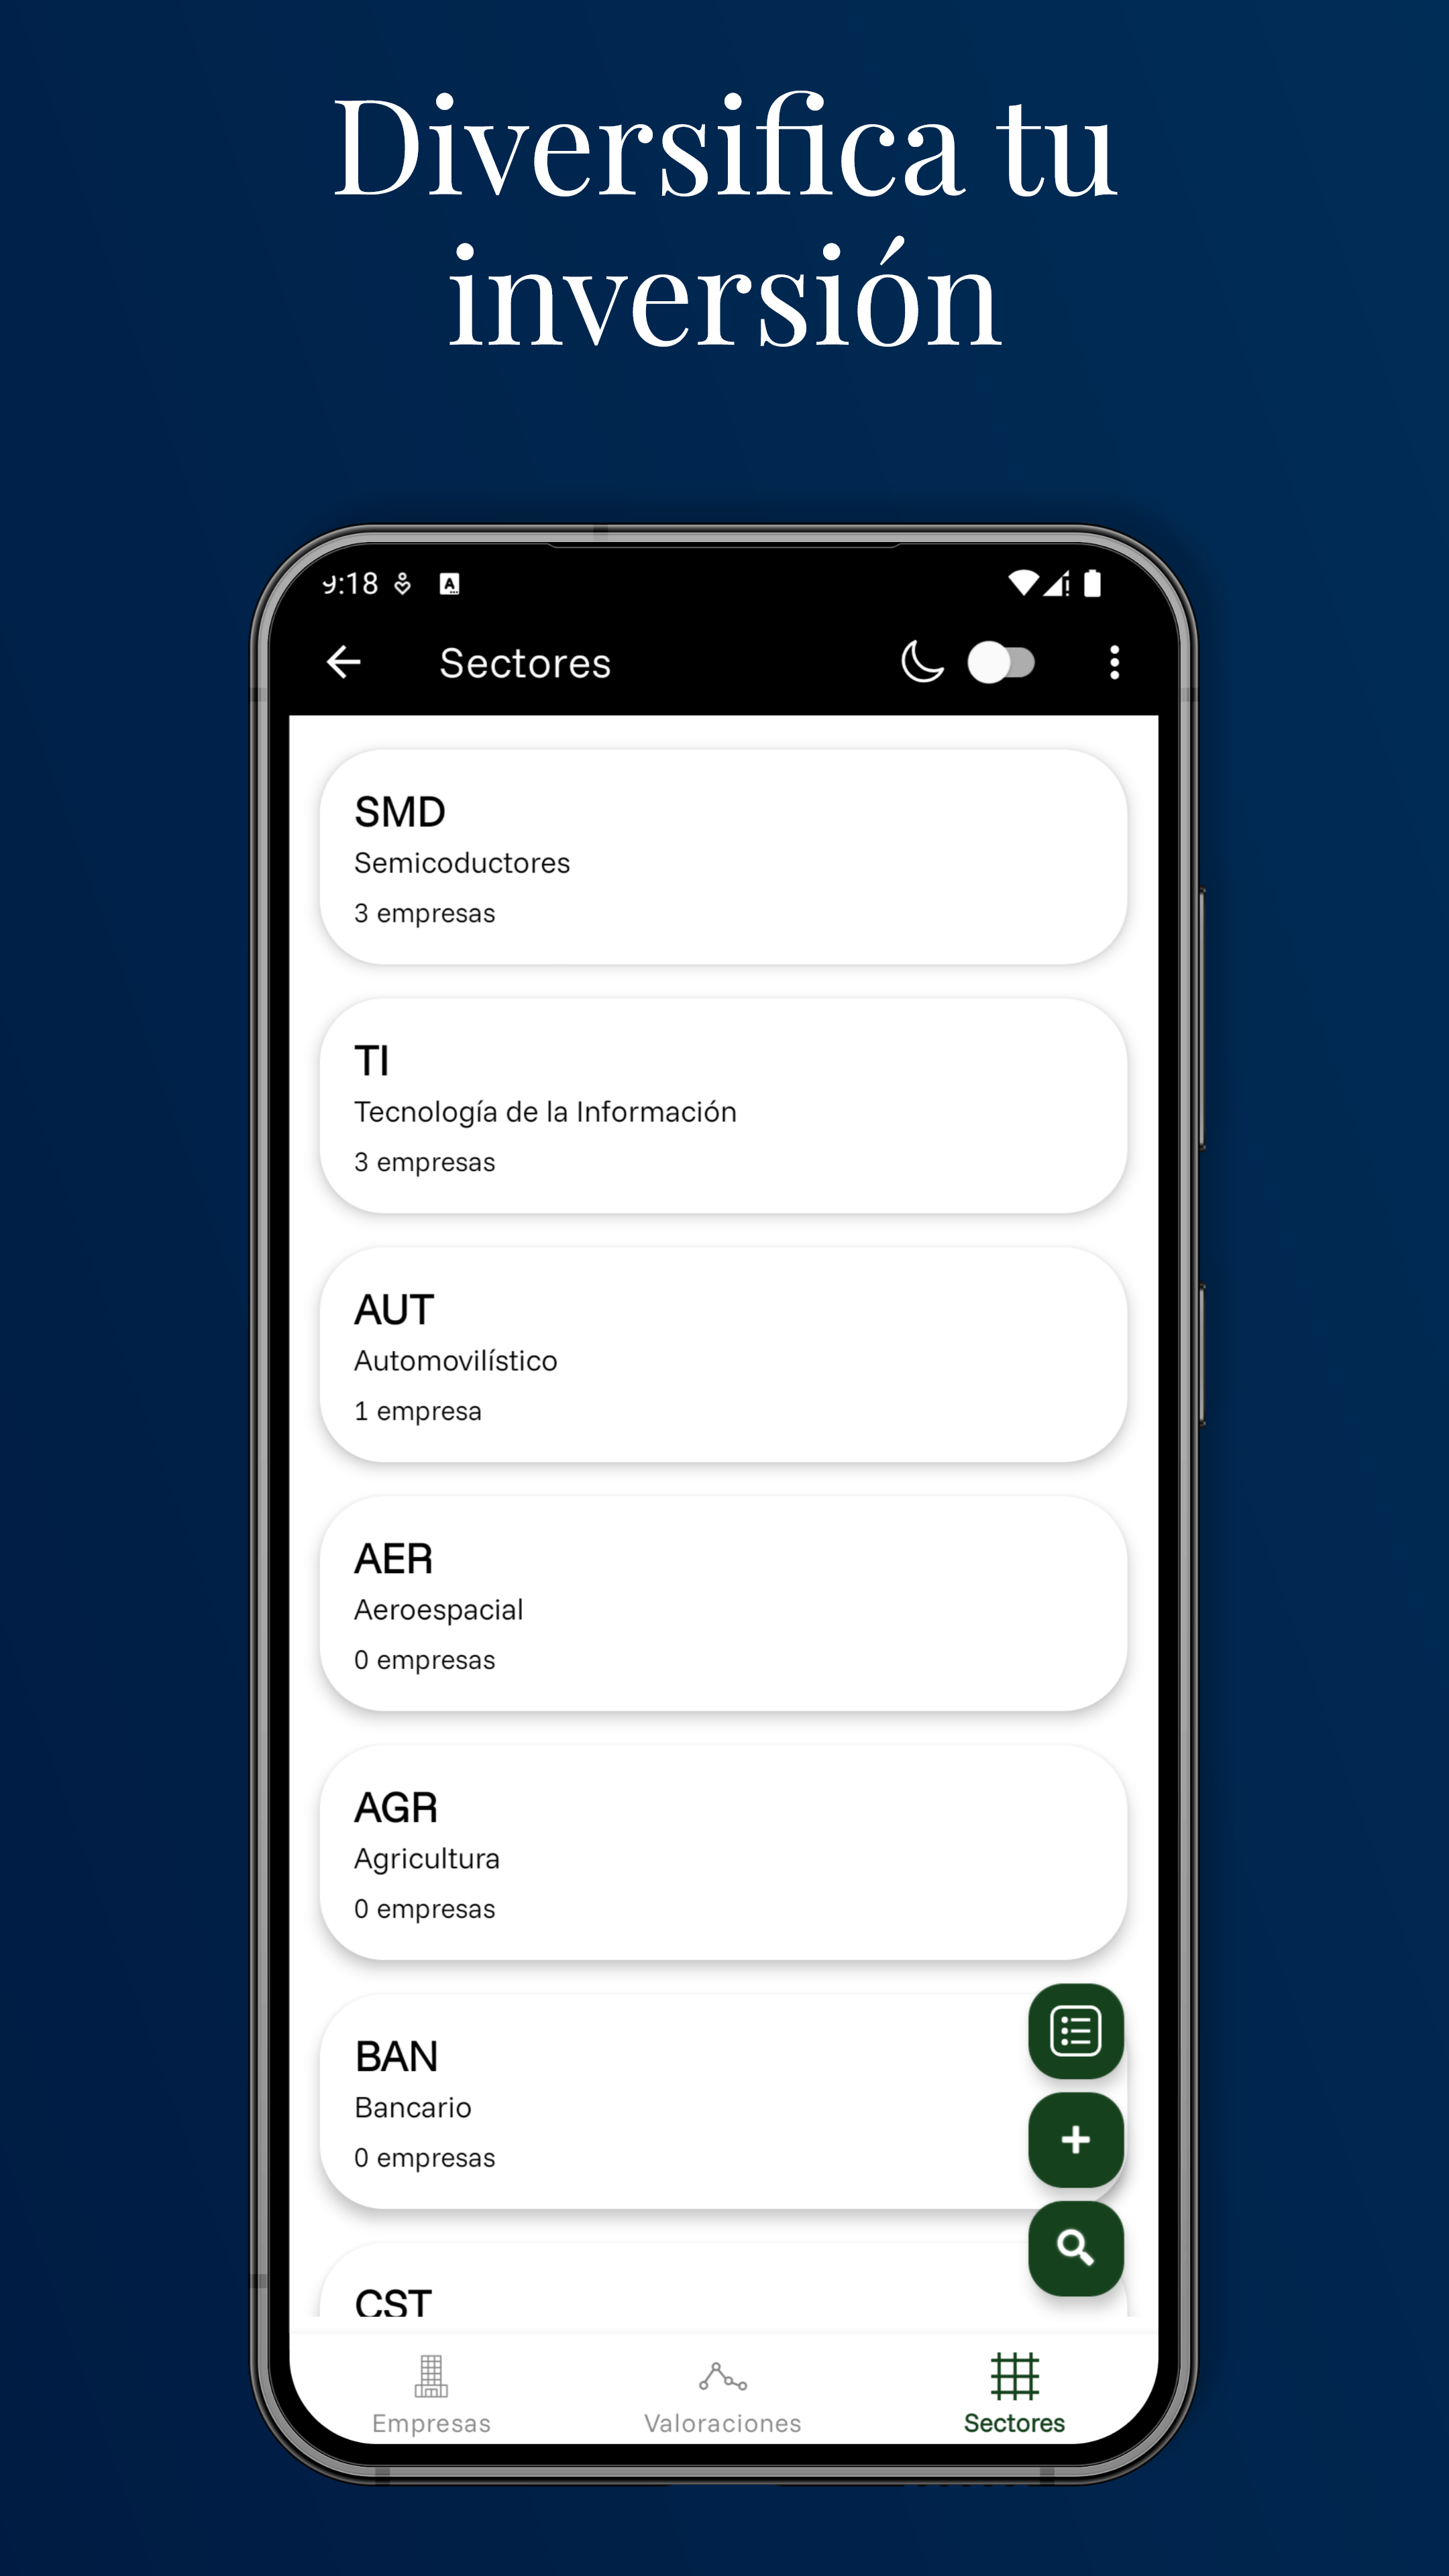 Diversifica tu
inversión
9:18
Sectores
SMD
Semicoductores
3 empresas
TI
Tecnología de la Información
3 empresas
AUT
Automovilístico
1 empresa
AER
Aeroespacial
0 empresas
AGR
Agricultura
0 empresas
BAN
Bancario
0 empresas
CST
Empresas
Valoraciones
Sectores